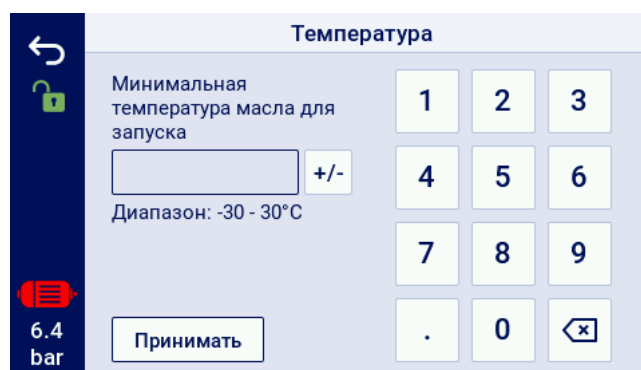 Температура
Минимальная
температура масла для
запуска
+/-
Диапазон: -30 - 30°C
Принимать
1 2 3
4 5 6
7 8 9
. 0
6.4
bar